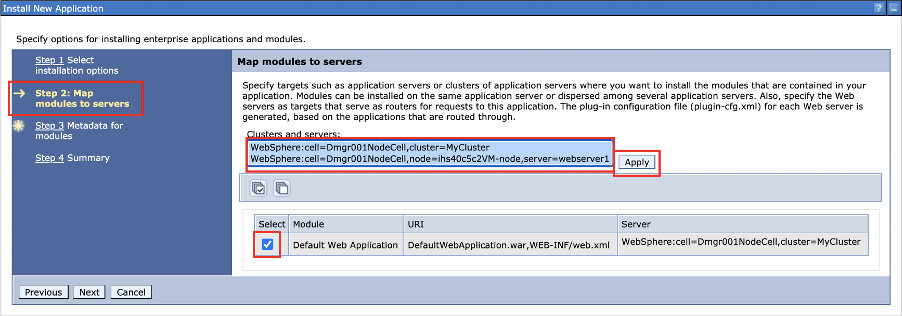 Install New Application
?
Specify options for installing enterprise applications and modules.
Step 1 Select
installation options
Step 2: Map
modules to servers
Step 3 Metadata for
modules
Step 4 Summary
Map modules to servers
Specify targets such as application servers or clusters of application servers where you want to install the modules that are contained in your
application. Modules can be installed on the same application server or dispersed among several application servers. Also, specify the Web
servers as targets that serve as routers for requests to this application. The plug-in configuration file (plugin-cfg.xml) for each Web server is
generated, based on the applications that are routed through.
Clusters and servers:
WebSphere:cell=Dmgr001NodeCell,cluster=MyCluster
WebSphere:cell=Dmgr001NodeCell,node=ihs40c5c2VM-node,server=webserver1
Apply
Select Module URI Server
Default Web Application DefaultWebApplication.war,WEB-INF/web.xml WebSphere:cell=Dmgr001NodeCell,cluster=MyCluster
Previous Next Cancel